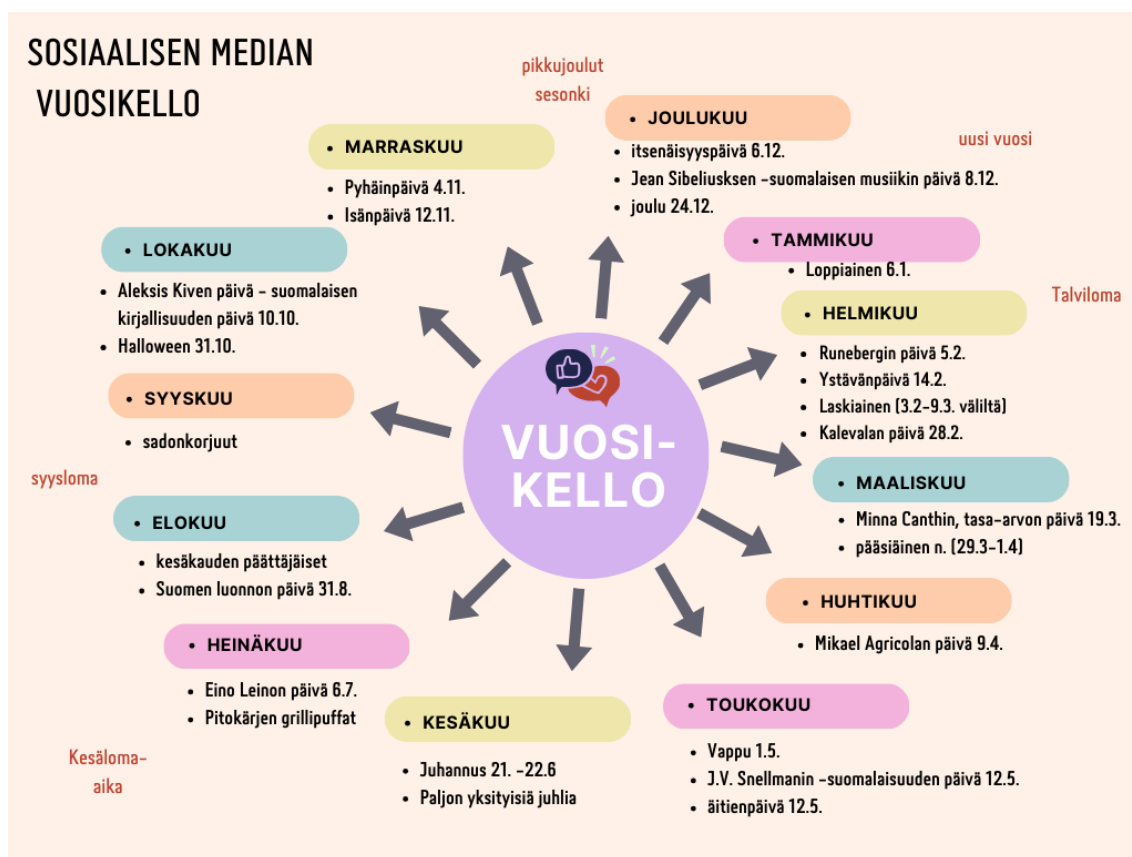 SOSIAALISEN MEDIAN
VUOSIKELLO
pikkujoulut
sesonki
• JOULUKUU
• itsenäisyyspäivä 6.12.
• Jean Sibeliusksen -suomalaisen musiikin päivä 8.12.
• joulu 24.12.
uusi vuosi
• TAMMIKUU
• Loppiainen 6.1.
Talviloma
• HELMIKUU
• Runebergin päivä 5.2.
• Ystävänpäivä 14.2.
• Laskiainen (3.2-9.3. väliltä)
• Kalevalan päivä 28.2.
• MAALISKUU
• Minna Canthin, tasa-arvon päivä 19.3.
• pääsiäinen n. (29.3-1.4)
• HUHTIKUU
• Mikael Agricolan päivä 9.4.
• TOUKOKUU
• Vappu 1.5.
• J.V. Snellmanin -suomalaisuuden päivä 12.5.
• äitienpäivä 12.5.
• KESÄKUU
• Juhannus 21. -22.6
• Paljon yksityisiä juhlia
Kesäloma-
aika
• HEINÄKUU
• Eino Leinon päivä 6.7.
• Pitokärjen grillipuffat
• ELOKUU
• kesäkauden päättäjäiset
• Suomen luonnon päivä 31.8.
syysloma
• SYYSKUU
• sadonkorjuut
• LOKAKUU
• Aleksis Kiven päivä - suomalaisen
kirjallisuuden päivä 10.10.
• Halloween 31.10.
• MARRASKUU
• Pyhäinpäivä 4.11.
• Isänpäivä 12.11.
VUOSI-
KELLO